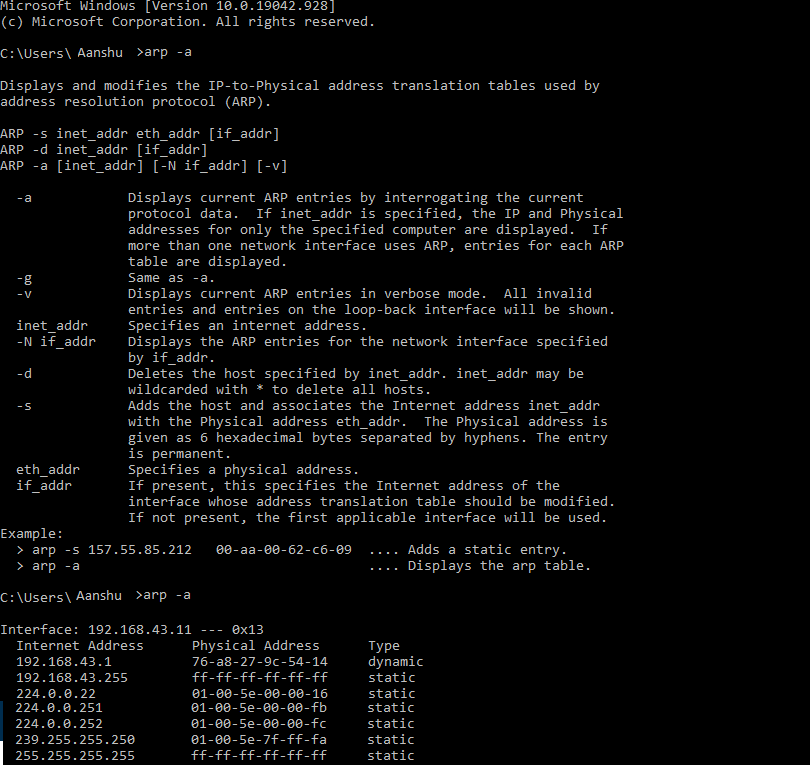 Microsoft Windows [Version 10.0.19042.928]
(c) Microsoft Corporation. All rights reserved.
C:\Users\ Aanshu >arp -a
Displays and modifies the IP-to-Physical address translation tables used by
address resolution protocol (ARP).
ARP -s inet_addr eth_addr [if_addr]
ARP -d inet_addr [if_addr]
ARP -a [inet_addr] [-N if_addr] [-v]
-a Displays current ARP entries by interrogating the current
protocol data. If inet_addr is specified, the IP and Physical
addresses for only the specified computer are displayed. If
more than one network interface uses ARP, entries for each ARP
table are displayed.
-g Same as -a.
-v Displays current ARP entries in verbose mode. All invalid
entries and entries on the loop-back interface will be shown.
inet_addr Specifies an internet address.
-N if_addr Displays the ARP entries for the network interface specified
by if_addr.
-d Deletes the host specified by inet_addr. inet_addr may be
wildcarded with * to delete all hosts.
-s Adds the host and associates the Internet address inet_addr
with the Physical address eth_addr. The Physical address is
given as 6 hexadecimal bytes separated by hyphens. The entry
is permanent.
eth_addr Specifies a physical address.
if_addr If present, this specifies the Internet address of the
interface whose address translation table should be modified.
If not present, the first applicable interface will be used.
Example:
> arp -s 157.55.85.212 00-aa-00-62-c6-09 .... Adds a static entry.
> arp -a .... Displays the arp table.
C:\Users\ Aanshu >arp -a
Interface: 192.168.43.11 --- 0x13
Internet Address Physical Address Type
192.168.43.1 76-a8-27-9c-54-14 dynamic
192.168.43.255 ff-ff-ff-ff-ff-ff static
224.0.0.22 01-00-5e-00-00-16 static
224.0.0.251 01-00-5e-00-00-fb static
224.0.0.252 01-00-5e-00-00-fc static
239.255.255.250 01-00-5e-7f-ff-fa static
255.255.255.255 ff-ff-ff-ff-ff-ff static